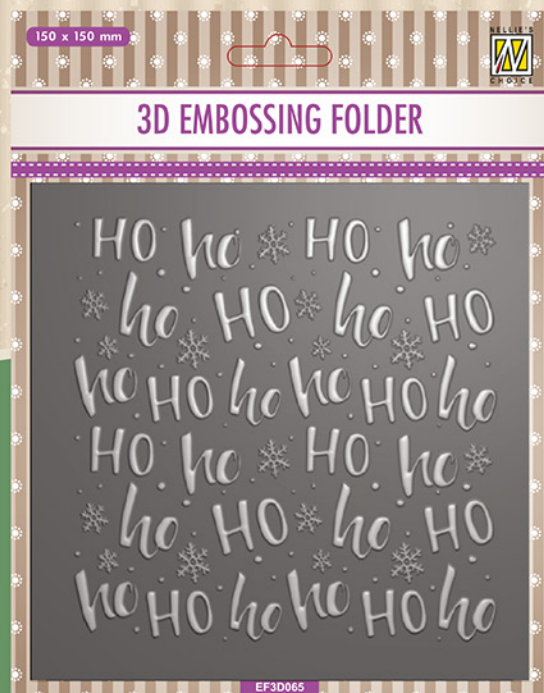 150 x 150 mm
NELLIE'S
N
CHOICE
3D EMBOSSING FOLDER
HO ho HO ho
ho HO ho HO
ho HO ho ho HO ho
HO ho HO ho
ho HO ho HO
ho HO ho ho HO ho
EF3D065